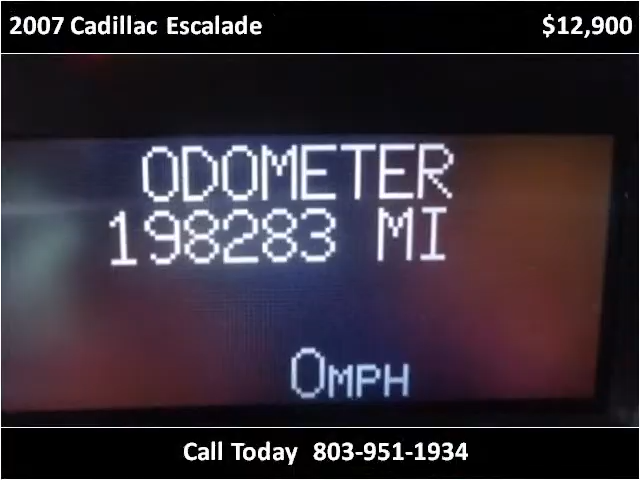 2007 Cadillac Escalade $12,900
ODOMETER
198283 MI
0MPH
Call Today 803-951-1934